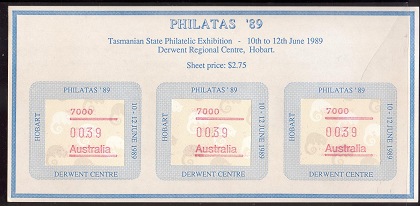 PHILATAS '89
Tasmanian State Philatelic Exhibition - 10th to 12th June 1989
Derwent Regional Centre, Hobart.
Sheet price: $2.75
PHILATAS '89
HOBART
7000
0039
Australia
10 - 12 JUNE 1989
DERWENT CENTRE
PHILATAS '89
HOBART
7000
0039
Australia
10 - 12 JUNE 1989
DERWENT CENTRE
PHILATAS '89
HOBART
7000
0039
Australia
10 - 12 JUNE 1989
DERWENT CENTRE